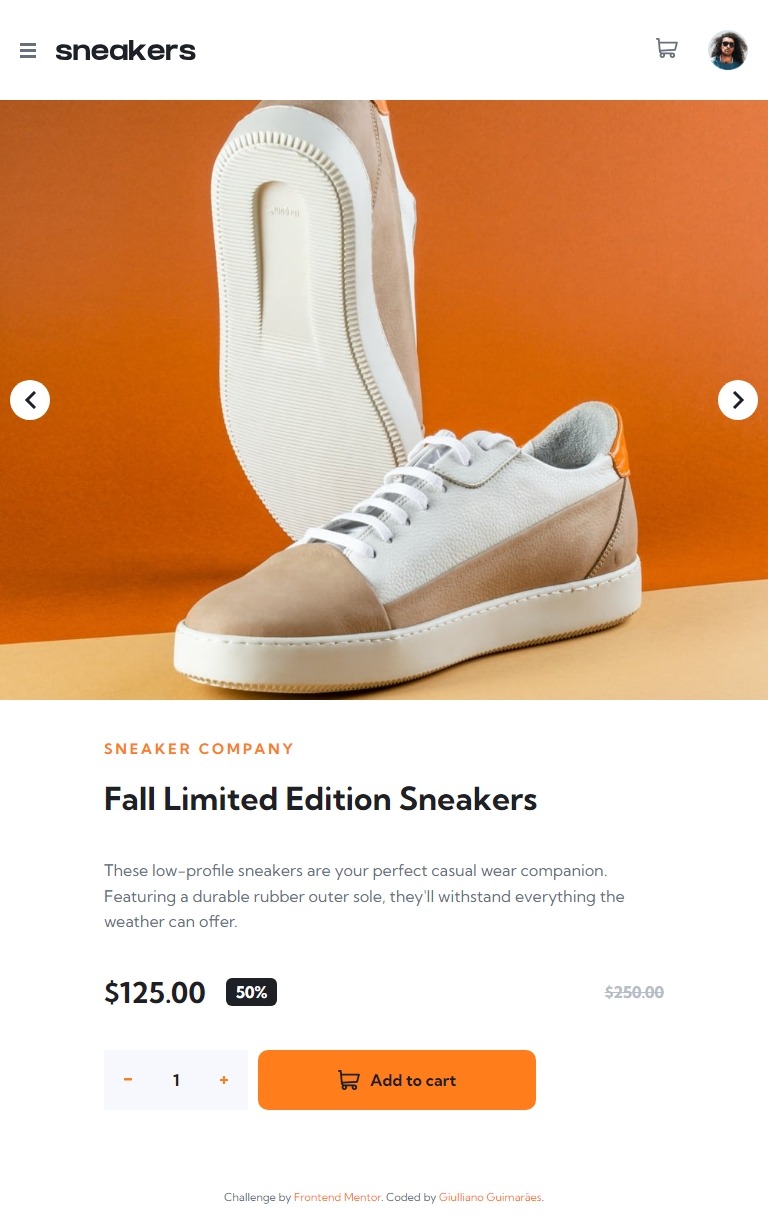 sneakers
SNEAKER COMPANY
Fall Limited Edition Sneakers
These low-profile sneakers are your perfect casual wear companion.
Featuring a durable rubber outer sole, they'll withstand everything the
weather can offer.
$125.00 50% $250.00
- 1 + Add to cart
Challenge by Frontend Mentor. Coded by Giulliano Guimarães.